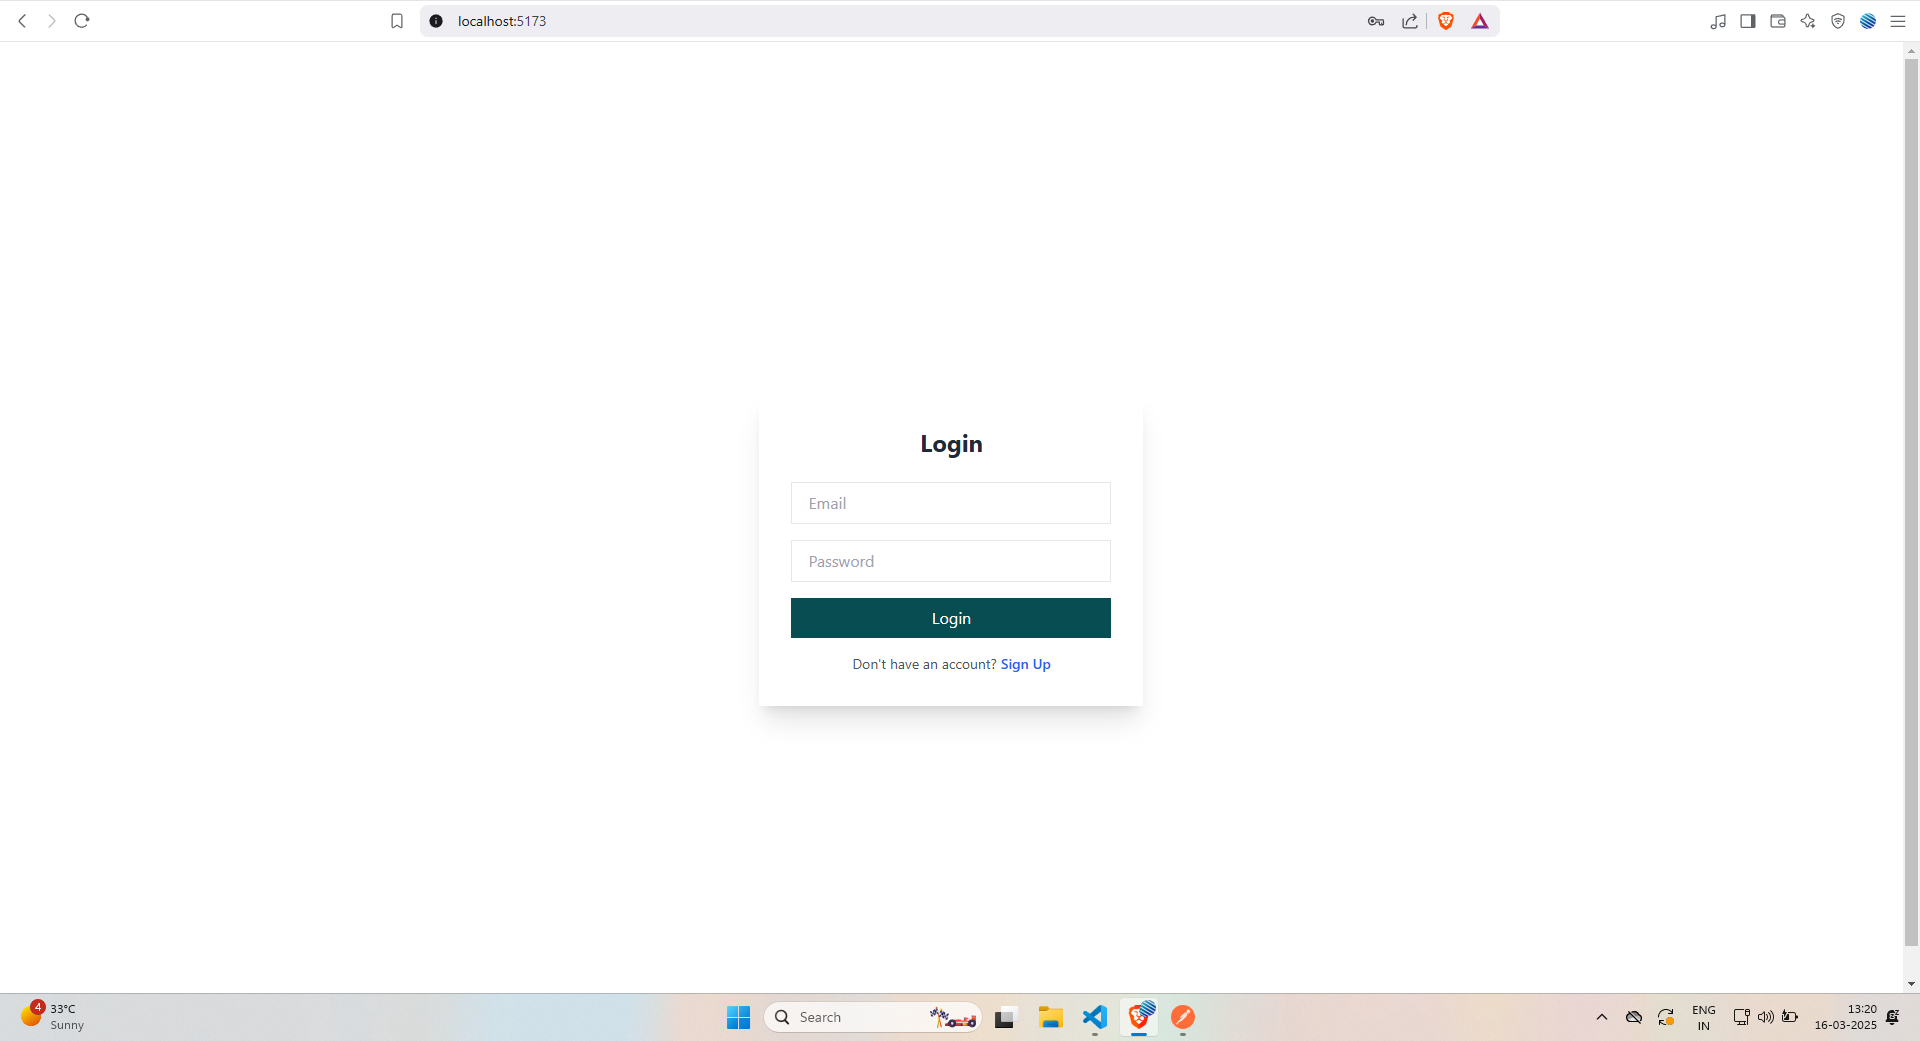 localhost:5173
Login
Email
Password
Login
Don't have an account? Sign Up
4
33°C
Sunny
Search
ENG
IN
13:20
16-03-2025